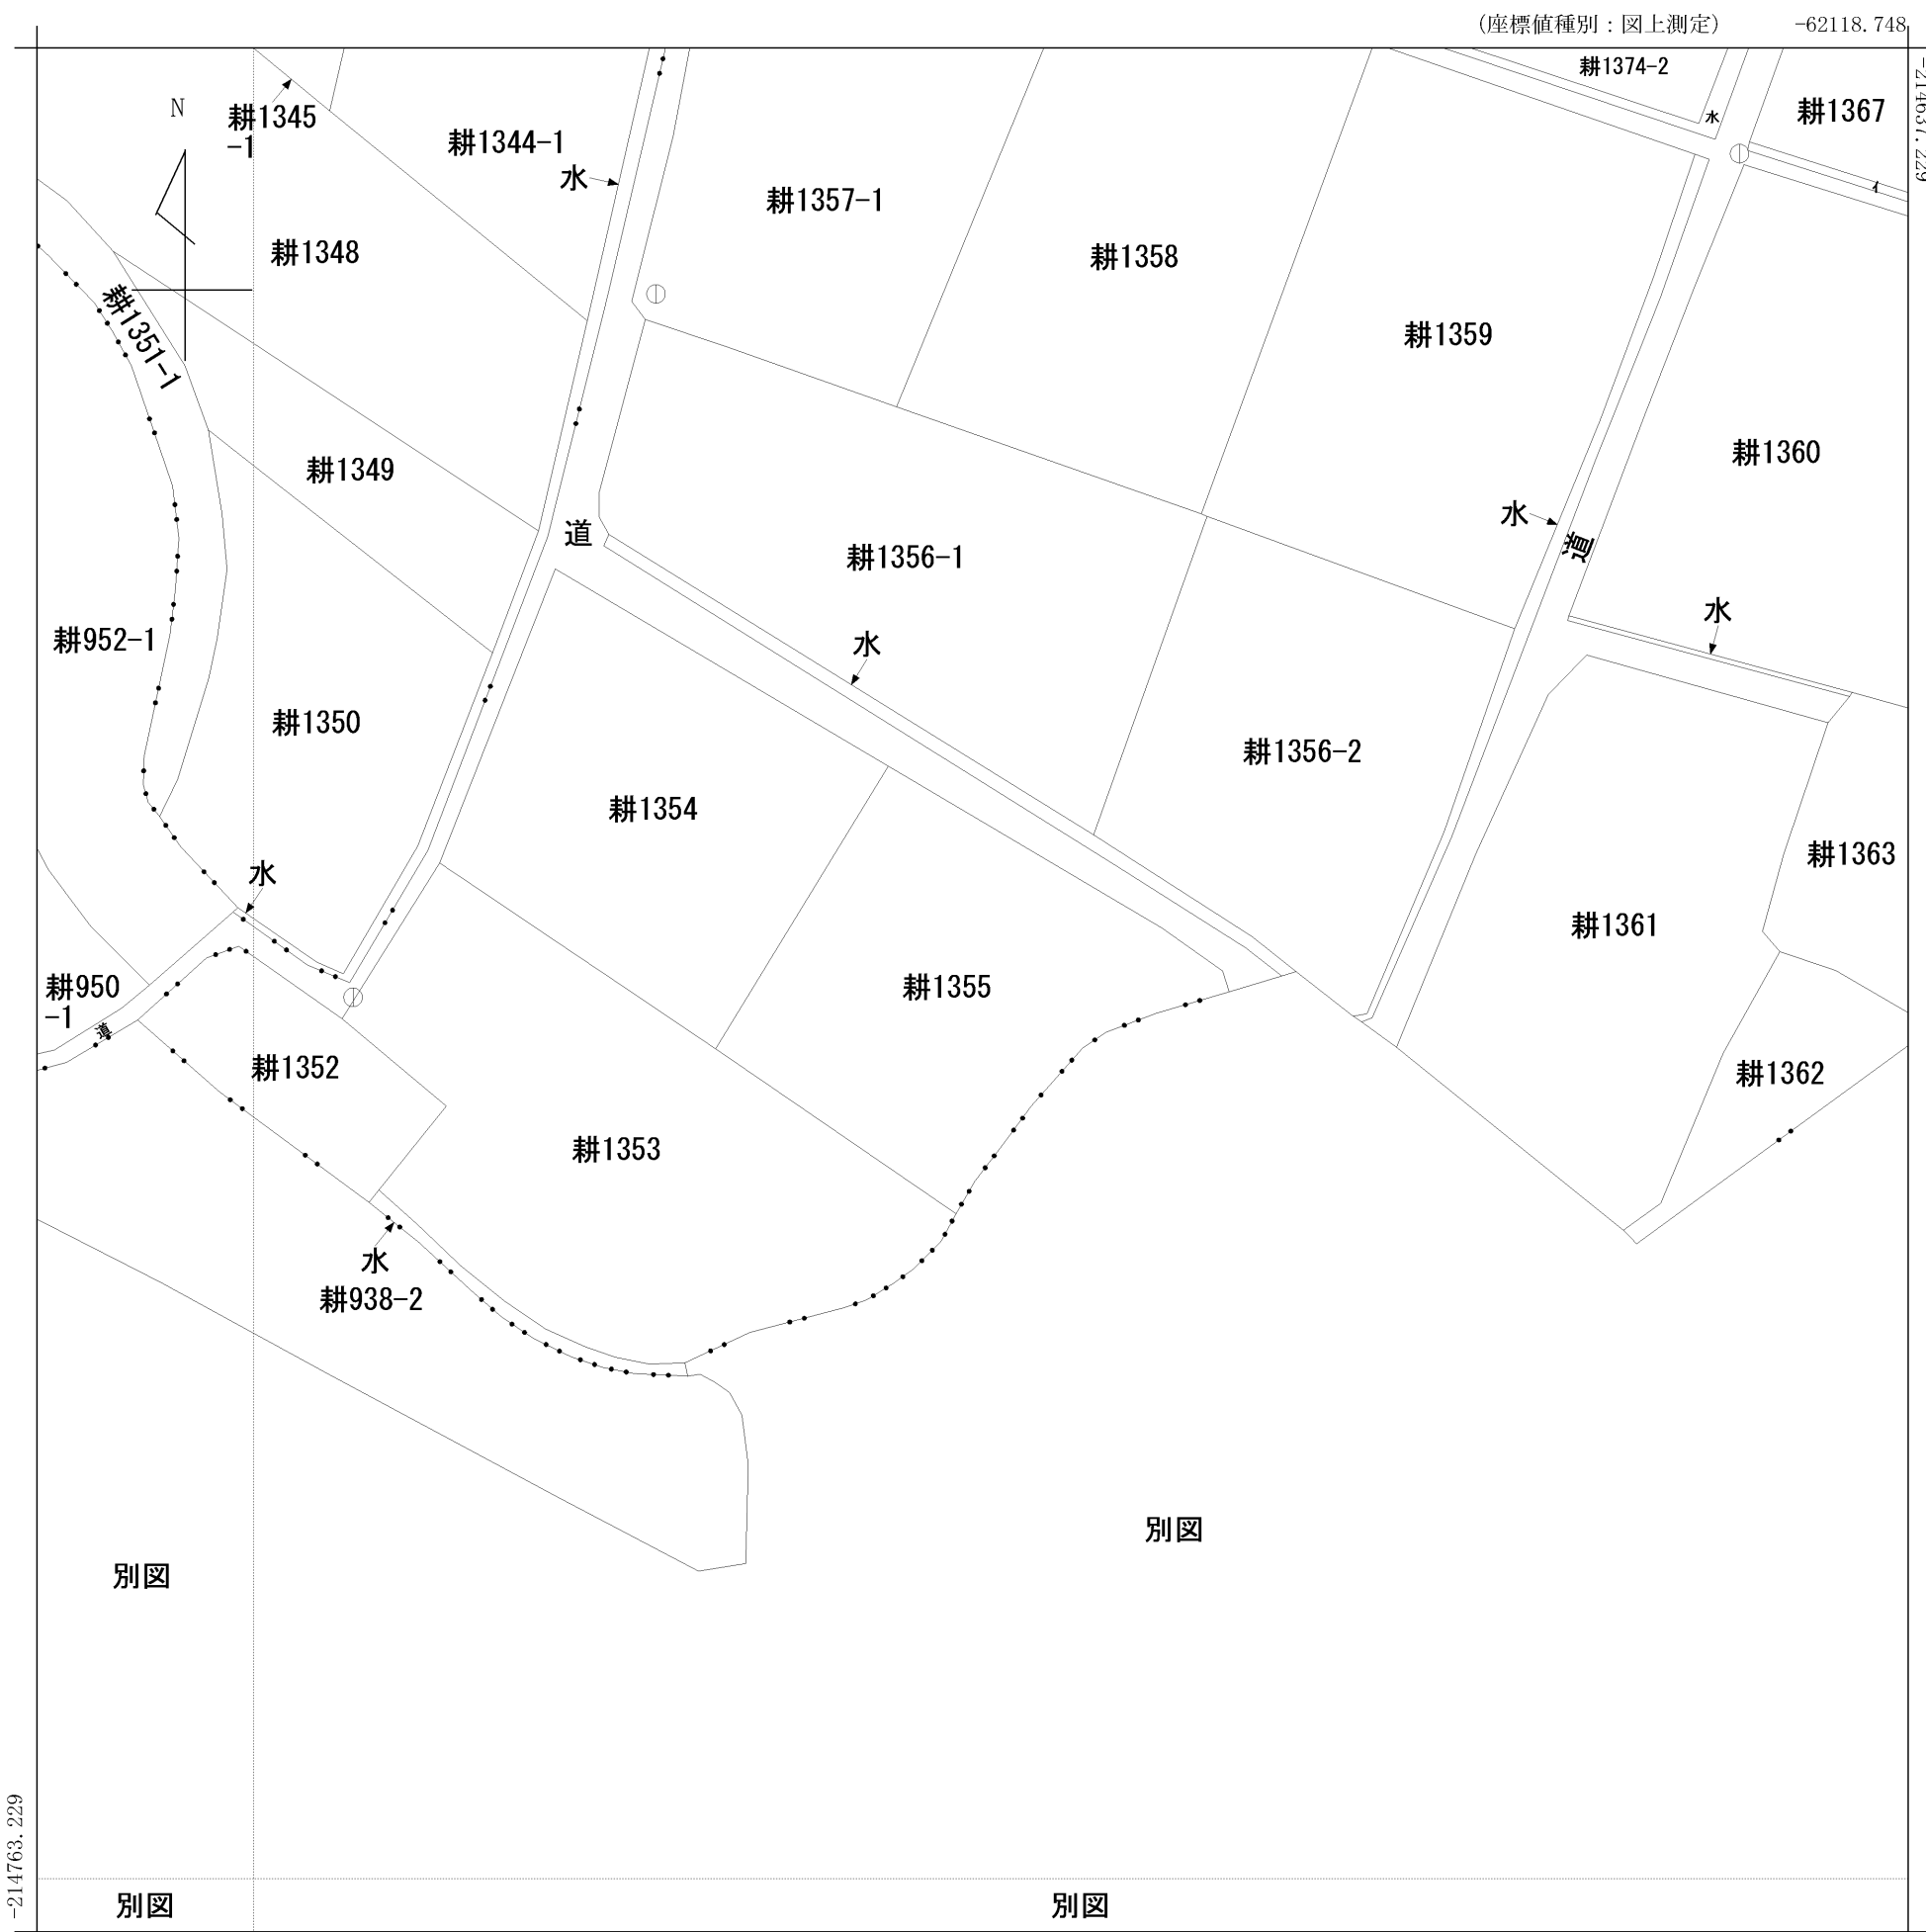 (座標値種別:図上測定)
-62118.748
-214637.229
耕1374-2
耕1367
N
耕1345
-1
耕1344-1
水
水
イ
耕1357-1
耕1348
耕1358
耕1351-1
耕1359
耕1349
耕1360
水
道
道
耕1356-1
水
耕952-1
水
耕1350
耕1356-2
耕1354
耕1363
水
耕1361
耕950
-1
耕1355
道
耕1352
耕1362
耕1353
水
耕938-2
別図
別図
-214763.229
別図
別図